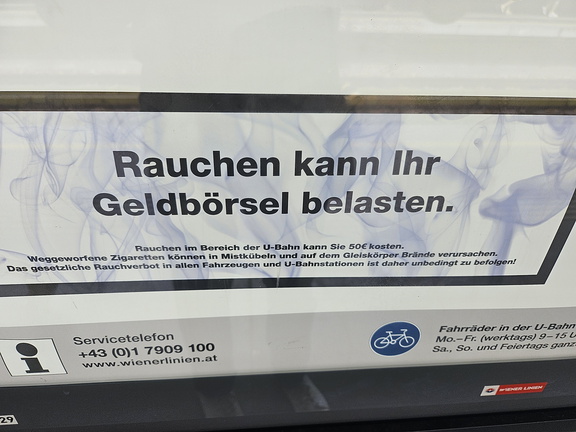 Rauchen kann Ihr
Geldbörsel belasten.
Rauchen im Bereich der U-Bahn kann Sie 50€ kosten.
Weggeworfene Zigaretten können in Mistkübeln und auf dem Gleiskörper Brände verursachen.
Das gesetzliche Rauchverbot in allen Fahrzeugen und U-Bahnstationen ist daher unbedingt zu befolgen!
i
Servicetelefon
+43 (0)1 7909 100
www.wienerlinien.at
Fahrräder in der U-Bahn
Mo.–Fr. (werktags) 9–15 U
Sa., So. und Feiertags ganz
WIENER LINIEN
29